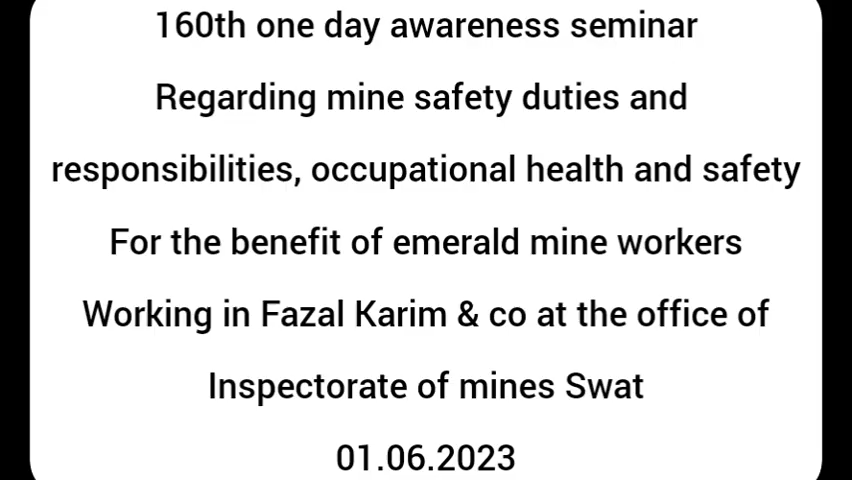 160th one day awareness seminar
Regarding mine safety duties and
responsibilities, occupational health and safety
For the benefit of emerald mine workers
Working in Fazal Karim & co at the office of
Inspectorate of mines Swat
01.06.2023